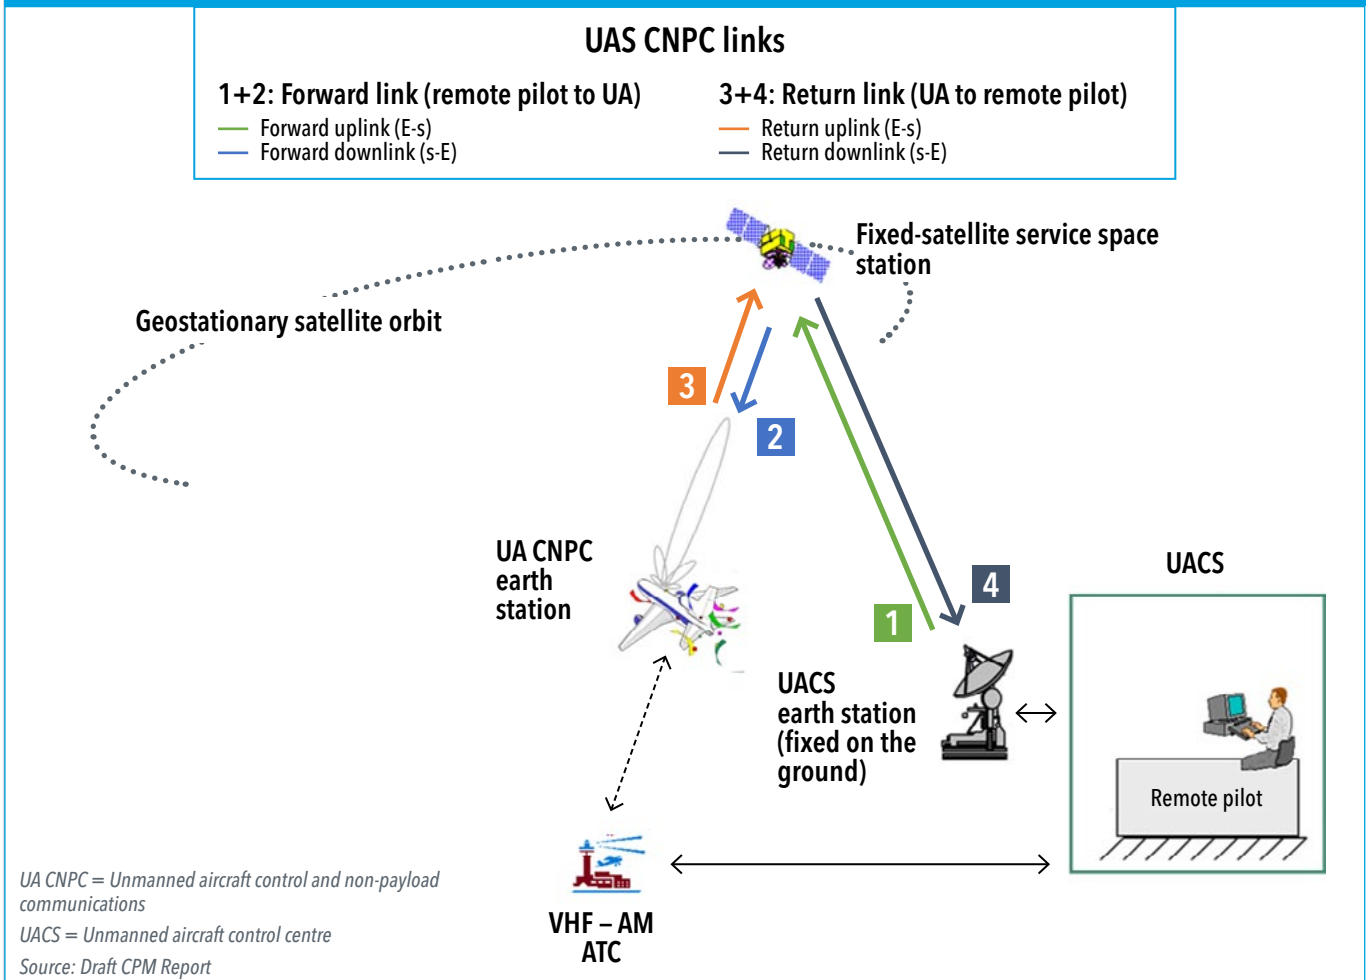 UAS CNPC links
1+2: Forward link (remote pilot to UA)
Forward uplink (E-s)
Forward downlink (s-E)
3+4: Return link (UA to remote pilot)
Return uplink (E-s)
Return downlink (s-E)
Fixed-satellite service space
station
Geostationary satellite orbit
3
2
UA CNPC
earth
station
4
1
UACS
UACS
earth station
(fixed on the
ground)
Remote pilot
VHF – AM
ATC
UA CNPC = Unmanned aircraft control and non-payload
communications
UACS = Unmanned aircraft control centre
Source: Draft CPM Report